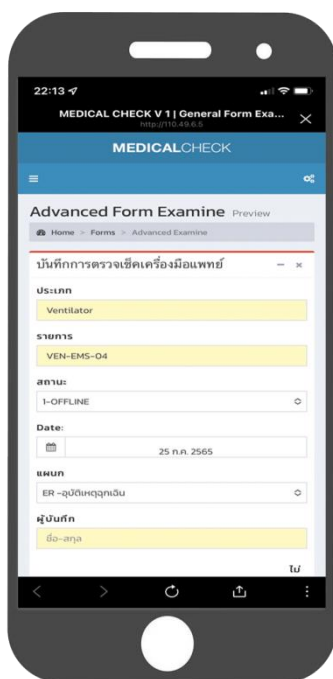 22:13
MEDICAL CHECK V 1 | General Form Exa...
http://110.49.6.5
MEDICALCHECK
Advanced Form Examine Preview
Home > Forms > Advanced Examine
บันทึกการตรวจเช็คเครื่องมือแพทย์
ประเภท
Ventilator
รายการ
VEN-EMS-04
สถานะ
1-OFFLINE
Date:
25 ก.ค. 2565
แผนก
ER -อุบัติเหตุฉุกเฉิน
ผู้บันทึก
ชื่อ-สกุล
ไม่